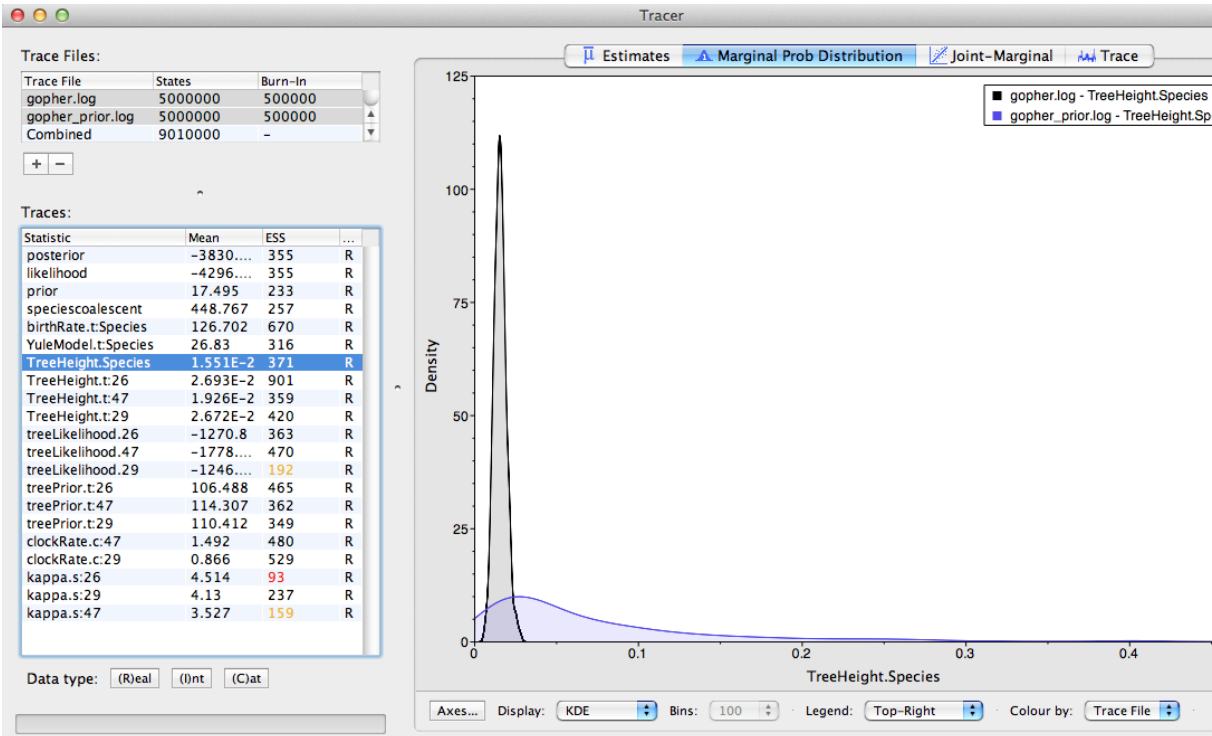 Tracer
Trace Files:
Trace File States Burn-In
gopher.log 5000000 500000
gopher_prior.log 5000000 500000
Combined 9010000 -
+ -
Traces:
Statistic Mean ESS ...
posterior -3830.... 355 R
likelihood -4296.... 355 R
prior 17.495 233 R
speciescoalescent 448.767 257 R
birthRate.t:Species 126.702 670 R
YuleModel.t:Species 26.83 316 R
TreeHeight.Species 1.551E-2 371 R
TreeHeight.t:26 2.693E-2 901 R
TreeHeight.t:47 1.926E-2 359 R
TreeHeight.t:29 2.672E-2 420 R
treeLikelihood.26 -1270.8 363 R
treeLikelihood.47 -1778.... 470 R
treeLikelihood.29 -1246.... 192 R
treePrior.t:26 106.488 465 R
treePrior.t:47 114.307 362 R
treePrior.t:29 110.412 349 R
clockRate.c:47 1.492 480 R
clockRate.c:29 0.866 529 R
kappa.s:26 4.514 93 R
kappa.s:29 4.13 237 R
kappa.s:47 3.527 159 R
Data type: (R)eal (I)nt (C)at
μ Estimates Marginal Prob Distribution Joint-Marginal Trace
gopher.log - TreeHeight.Species
gopher_prior.log - TreeHeight.Sp
125
100
75
50
25
0
Density
0 0.1 0.2 0.3 0.4
TreeHeight.Species
Axes... Display: KDE Bins: 100 Legend: Top-Right Colour by: Trace File